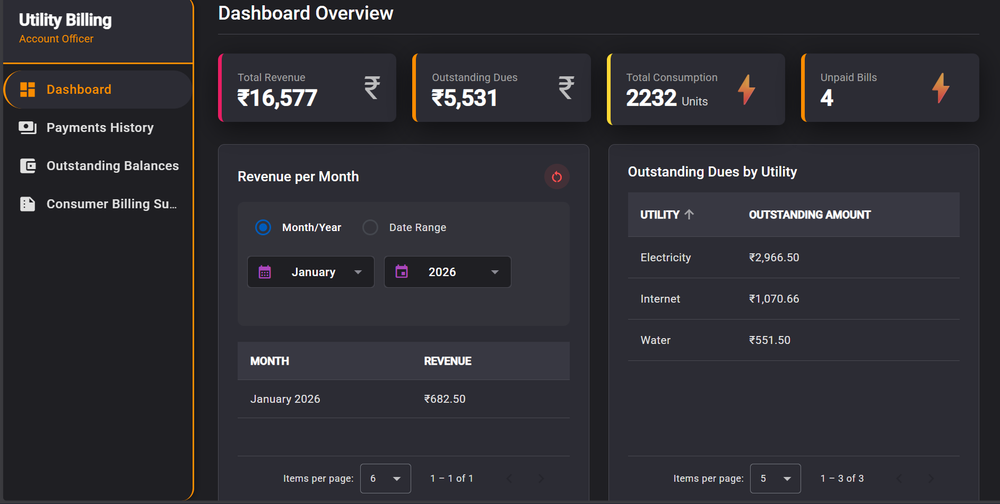 Utility Billing
Account Officer
Dashboard
Payments History
Outstanding Balances
Consumer Billing Su...
Dashboard Overview
Total Revenue
₹16,577
₹
Outstanding Dues
₹5,531
₹
Total Consumption
2232 Units
Unpaid Bills
4
Revenue per Month
Month/Year
Date Range
January
2026
MONTH REVENUE
January 2026 ₹682.50
Items per page: 6 1 – 1 of 1
Outstanding Dues by Utility
UTILITY OUTSTANDING AMOUNT
Electricity ₹2,966.50
Internet ₹1,070.66
Water ₹551.50
Items per page: 5 1 – 3 of 3